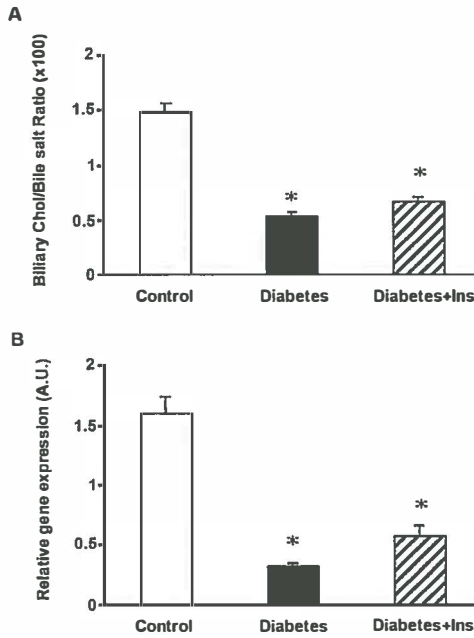 A
Biliary Chol/Bile salt Ratio (x100)
2
1.5
1
0.5
0
*
*
Control
Diabetes
Diabetes+Ins
B
Relative gene expression (A.U.)
2
1.5
1
0.5
0
*
*
Control
Diabetes
Diabetes+Ins